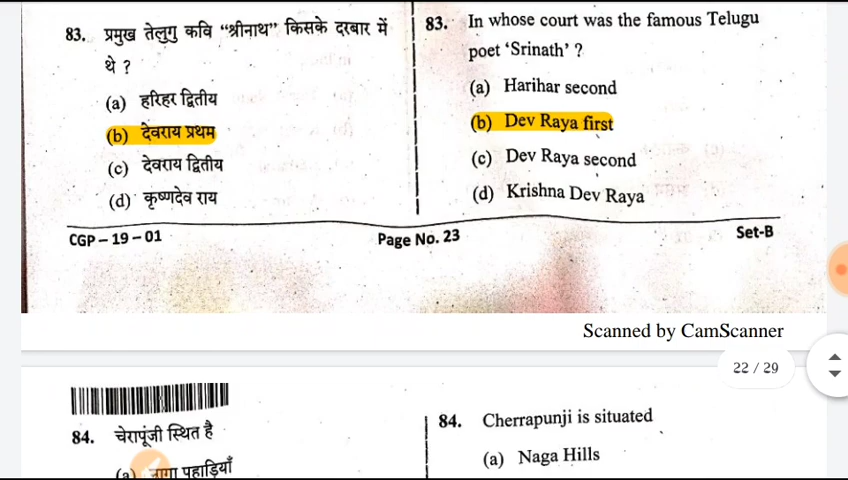 83. प्रमुख तेलुगु कवि “श्रीनाथ” किसके दरबार में
थे ?
(a) हरिहर द्वितीय
(b) देवराय प्रथम
(c) देवराय द्वितीय
(d) कृष्णदेव राय
83. In whose court was the famous Telugu
poet ‘Srinath’ ?
(a) Harihar second
(b) Dev Raya first
(c) Dev Raya second
(d) Krishna Dev Raya
CGP – 19 – 01 Page No. 23 Set-B
Scanned by CamScanner
22 / 29
84. चेरापूंजी स्थित है
(a) नागा पहाड़ियाँ
84. Cherrapunji is situated
(a) Naga Hills